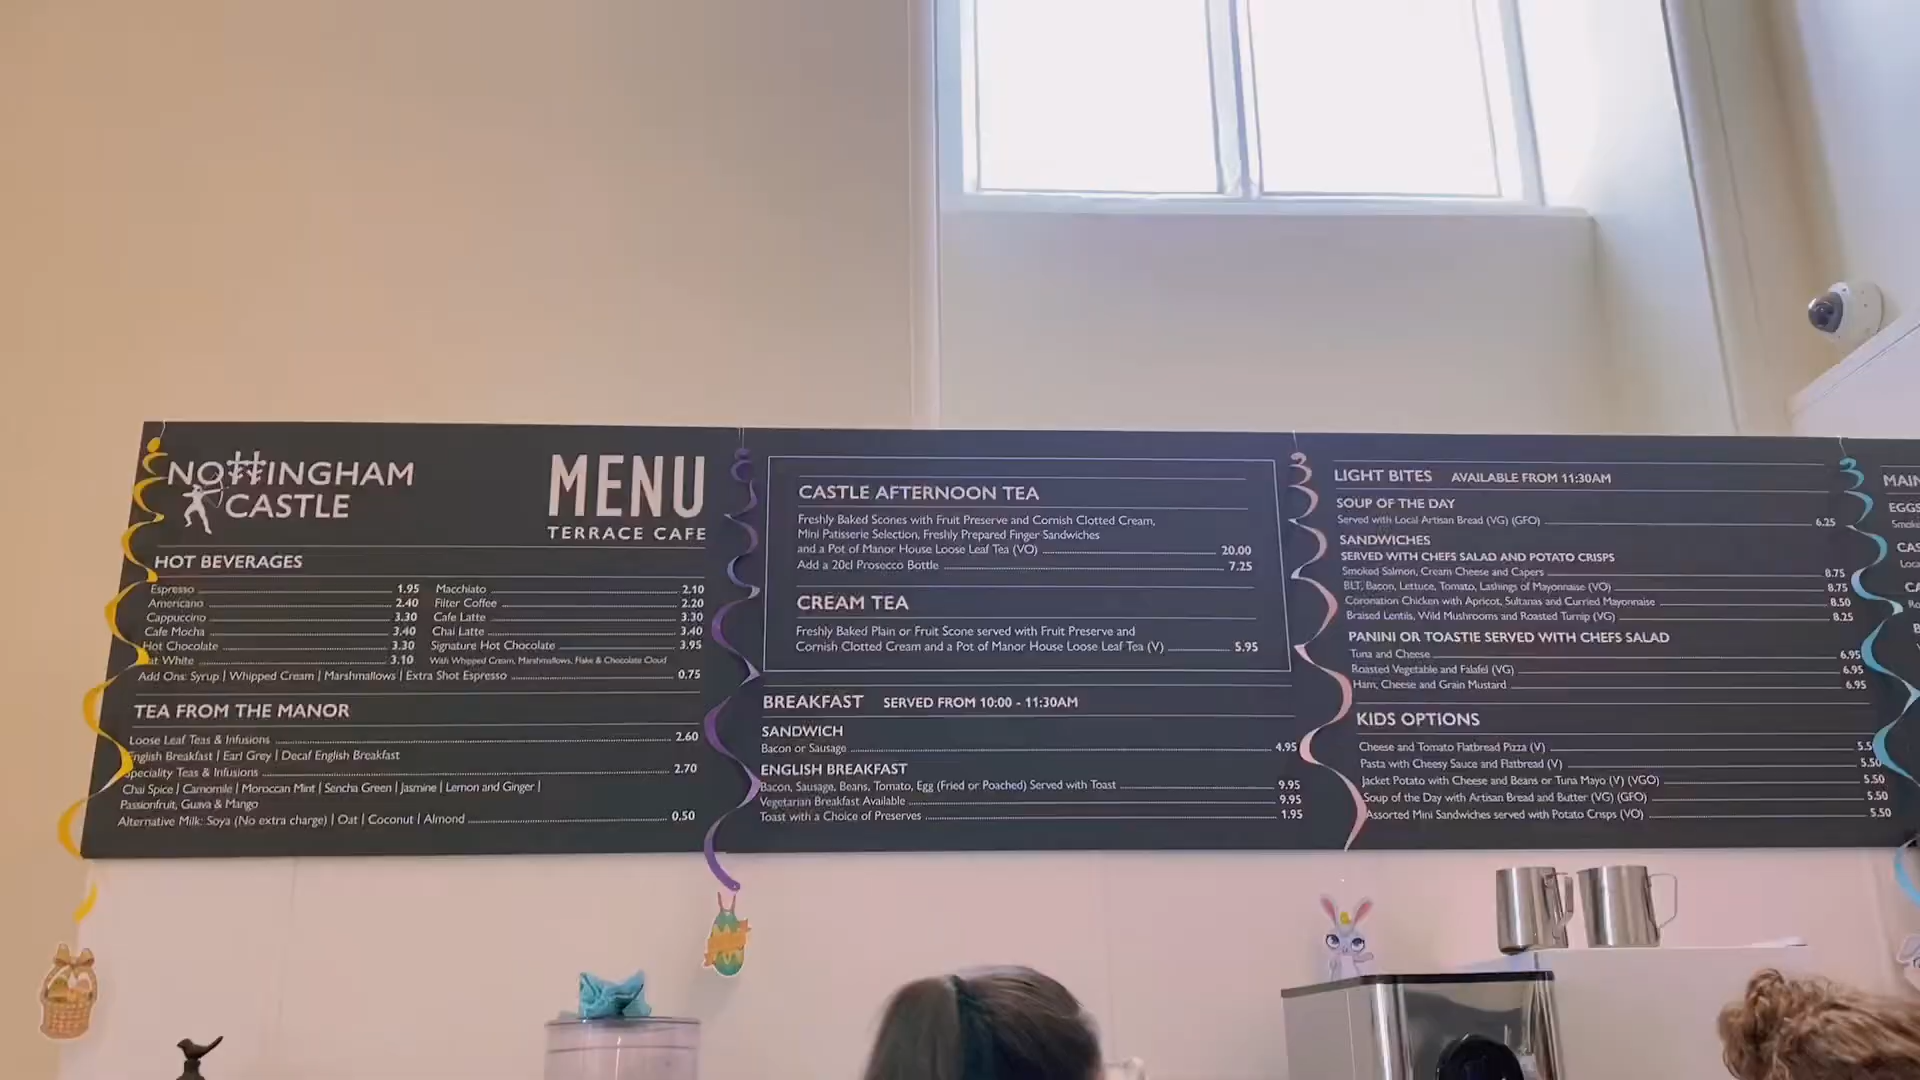 NOTTINGHAM
CASTLE
MENU
TERRACE CAFE
HOT BEVERAGES
Espresso 1.95
Americano 2.40
Cappuccino 3.30
Cafe Mocha 3.40
Hot Chocolate 3.30
White 3.10
Macchiato 2.10
Filter Coffee 2.20
Cafe Latte 3.30
Chai Latte 3.40
Signature Hot Chocolate 3.95
With Whipped Cream, Marshmallows, Flake & Chocolate Cloud
Add Ons: Syrup | Whipped Cream | Marshmallows | Extra Shot Espresso 0.75
TEA FROM THE MANOR
Loose Leaf Teas & Infusions 2.60
English Breakfast | Earl Grey | Decaf English Breakfast
Speciality Teas & Infusions 2.70
Chai Spice | Camomile | Moroccan Mint | Sencha Green | Jasmine | Lemon and Ginger |
Passionfruit, Guava & Mango
Alternative Milk: Soya (No extra charge) | Oat | Coconut | Almond 0.50
CASTLE AFTERNOON TEA
Freshly Baked Scones with Fruit Preserve and Cornish Clotted Cream,
Mini Patisserie Selection, Freshly Prepared Finger Sandwiches
and a Pot of Manor House Loose Leaf Tea (VO) 20.00
Add a 20cl Prosecco Bottle 7.25
CREAM TEA
Freshly Baked Plain or Fruit Scone served with Fruit Preserve and
Cornish Clotted Cream and a Pot of Manor House Loose Leaf Tea (V) 5.95
BREAKFAST SERVED FROM 10:00 - 11:30AM
SANDWICH
Bacon or Sausage 4.95
ENGLISH BREAKFAST
Bacon, Sausage, Beans, Tomato, Egg (Fried or Poached) Served with Toast 9.95
Vegetarian Breakfast Available 9.95
Toast with a Choice of Preserves 1.95
LIGHT BITES AVAILABLE FROM 11:30AM
SOUP OF THE DAY
Served with Local Artisan Bread (VG) (GFO) 6.25
SANDWICHES
SERVED WITH CHEFS SALAD AND POTATO CRISPS
Smoked Salmon, Cream Cheese and Capers 8.75
BLT, Bacon, Lettuce, Tomato, Lashings of Mayonnaise (VO) 8.75
Coronation Chicken with Apricot, Sultanas and Curried Mayonnaise 8.50
Braised Lentils, Wild Mushrooms and Roasted Turnip (VG) 8.25
PANINI OR TOASTIE SERVED WITH CHEFS SALAD
Tuna and Cheese 6.95
Roasted Vegetable and Falafel (VG) 6.95
Ham, Cheese and Grain Mustard 6.95
KIDS OPTIONS
Cheese and Tomato Flatbread Pizza (V) 5.50
Pasta with Cheesy Sauce and Flatbread (V) 5.50
Jacket Potato with Cheese and Beans or Tuna Mayo (V) (VGO) 5.50
Soup of the Day with Artisan Bread and Butter (VG) (GFO) 5.50
Assorted Mini Sandwiches served with Potato Crisps (VO) 5.50
MAIN
EGGS